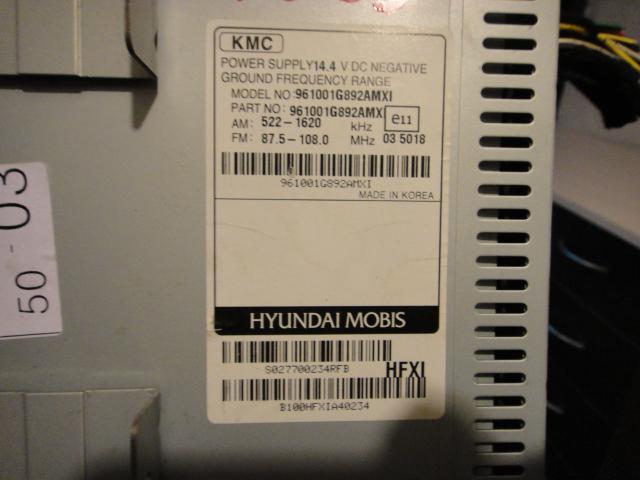 KMC
POWER SUPPLY14.4 V DC NEGATIVE
GROUND FREQUENCY RANGE
MODEL NO:961001G892AMXI
PART NO: 961001G892AMX
AM: 522-1620 kHz e11
FM: 87.5-108.0 MHz 03 5018
961001G892AMXI
MADE IN KOREA
HYUNDAI MOBIS
S027700234RFB HFXI
B100HFXIA40234
50-03